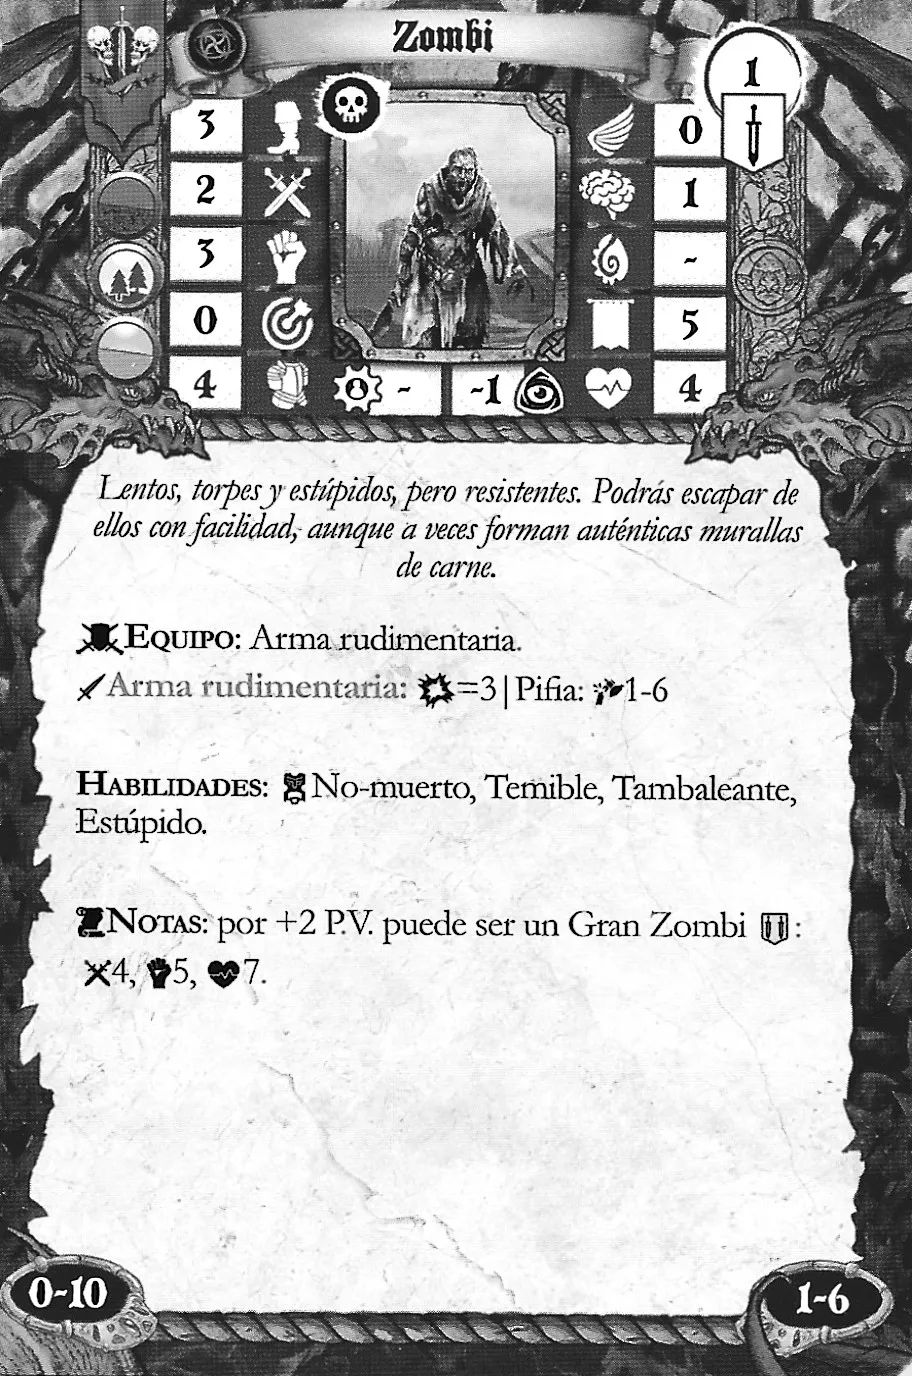 Zombi
1
3
0
2
1
3
-
0
5
4
-
-1
4
Lentos, torpes y estúpidos, pero resistentes. Podrás escapar de
ellos con facilidad, aunque a veces forman auténticas murallas
de carne.
EQUIPO: Arma rudimentaria.
Arma rudimentaria: =3 | Pifia: 1-6
HABILIDADES: No-muerto, Temible, Tambaleante,
Estúpido.
NOTAS: por +2 P.V. puede ser un Gran Zombi :
4, 5, 7.
0-10
1-6